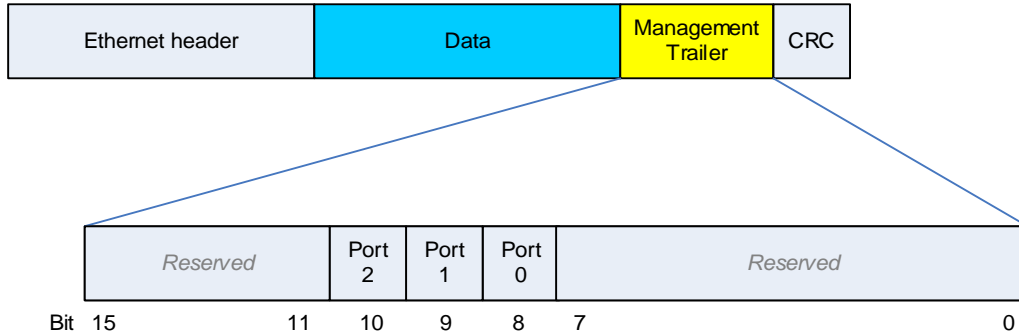 Ethernet header
Data
Management
Trailer
CRC
Reserved
Port
2
Port
1
Port
0
Reserved
Bit 15 11 10 9 8 7 0